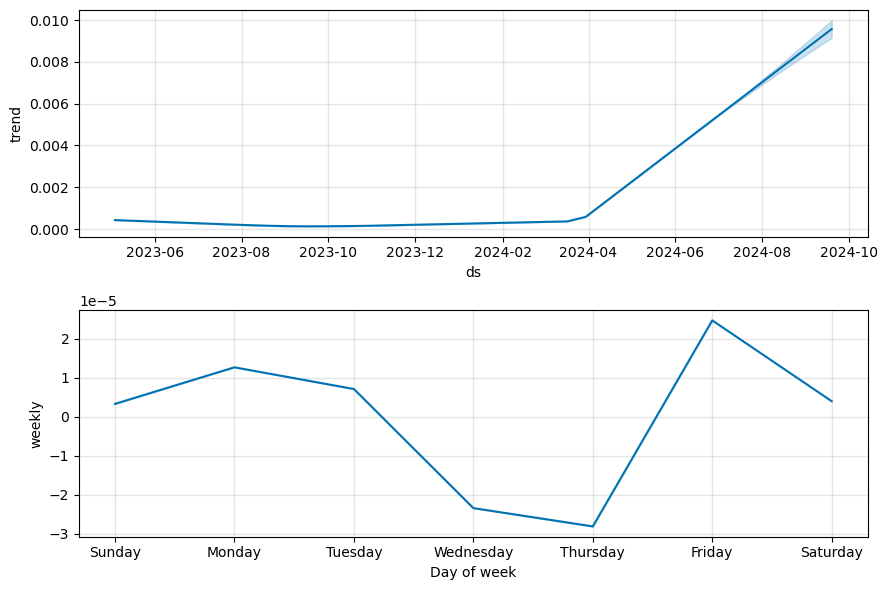 0.010
0.008
0.006
0.004
0.002
0.000
trend
2023-06 2023-08 2023-10 2023-12 2024-02 2024-04 2024-06 2024-08 2024-10
ds
1e−5
2
1
0
−1
−2
−3
weekly
Sunday Monday Tuesday Wednesday Thursday Friday Saturday
Day of week